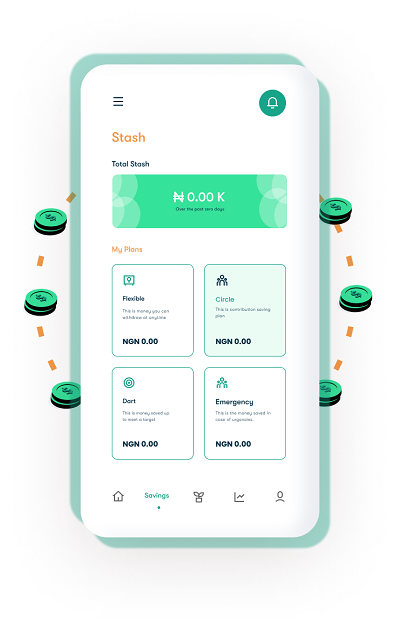 Stash
Total Stash
₦ 0.00 K
Over the past zero days
My Plans
Flexible
This is money you can
withdraw at anytime
NGN 0.00
Circle
This is contribution saving
plan
NGN 0.00
Dart
This is money saved up
to meet a target.
NGN 0.00
Emergency
This is the money saved in
case of urgencies.
NGN 0.00
Savings